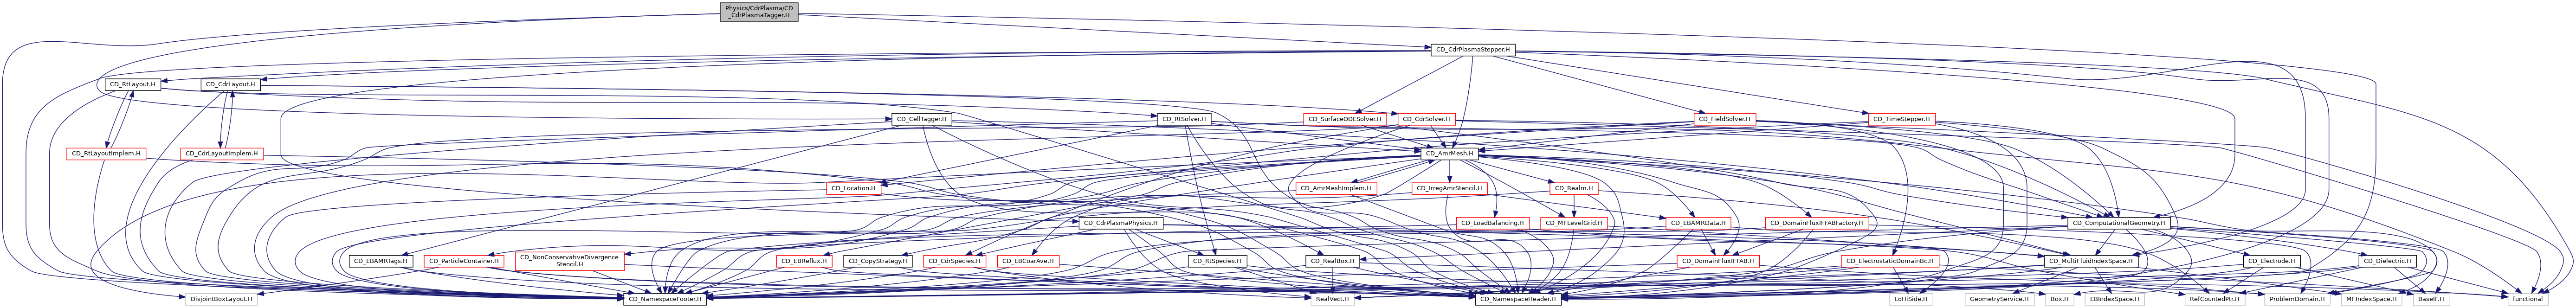 Physics/CdrPlasma/CD
_CdrPlasmaTagger.H
CD_CdrPlasmaStepper.H
CD_RtLayout.H
CD_CdrLayout.H
CD_CellTagger.H
CD_RtSolver.H
CD_SurfaceODESolver.H
CD_CdrSolver.H
CD_FieldSolver.H
CD_TimeStepper.H
CD_RtLayoutImplem.H
CD_CdrLayoutImplem.H
CD_AmrMesh.H
CD_Location.H
CD_AmrMeshImplem.H
CD_IrregAmrStencil.H
CD_Realm.H
CD_CdrPlasmaPhysics.H
CD_LoadBalancing.H
CD_MFLevelGrid.H
CD_EBAMRData.H
CD_DomainFluxIFFABFactory.H
CD_ComputationalGeometry.H
CD_EBAMRTags.H
CD_ParticleContainer.H
CD_NonConservativeDivergence
Stencil.H
CD_EBReflux.H
CD_CopyStrategy.H
CD_CdrSpecies.H
CD_EBCoarAve.H
CD_RtSpecies.H
CD_RealBox.H
CD_DomainFluxIFFAB.H
CD_ElectrostaticDomainBc.H
CD_MultiFluidIndexSpace.H
CD_Electrode.H
CD_Dielectric.H
DisjointBoxLayout.H
CD_NamespaceFooter.H
RealVect.H
CD_NamespaceHeader.H
LoHiSide.H
GeometryService.H
Box.H
EBIndexSpace.H
RefCountedPtr.H
ProblemDomain.H
MFIndexSpace.H
BaseIF.H
functional